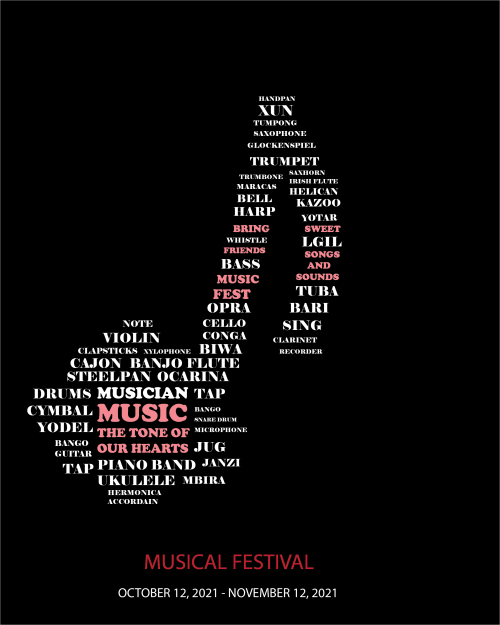 HANDPAN
XUN
TUMPONG
SAXOPHONE
GLOCKENSPIEL
TRUMPET
TRUMBONE SAXHORN
MARACAS IRISH FLUTE
BELL HELICAN
HARP KAZOO
YOTAR
BRING SWEET
WHISTLE LGIL
FRIENDS SONGS
BASS AND
MUSIC SOUNDS
FEST TUBA
OPRA BARI
NOTE CELLO SING
VIOLIN CONGA CLARINET
CLAPSTICKS XYLOPHONE BIWA RECORDER
CAJON BANJO FLUTE
STEELPAN OCARINA
DRUMS MUSICIAN TAP
CYMBAL MUSIC BANGO
SNARE DRUM
YODEL THE TONE OF MICROPHONE
BANGO OUR HEARTS JUG
GUITAR
TAP PIANO BAND JANZI
UKULELE MBIRA
HERMONICA
ACCORDAIN
MUSICAL FESTIVAL
OCTOBER 12, 2021 - NOVEMBER 12, 2021